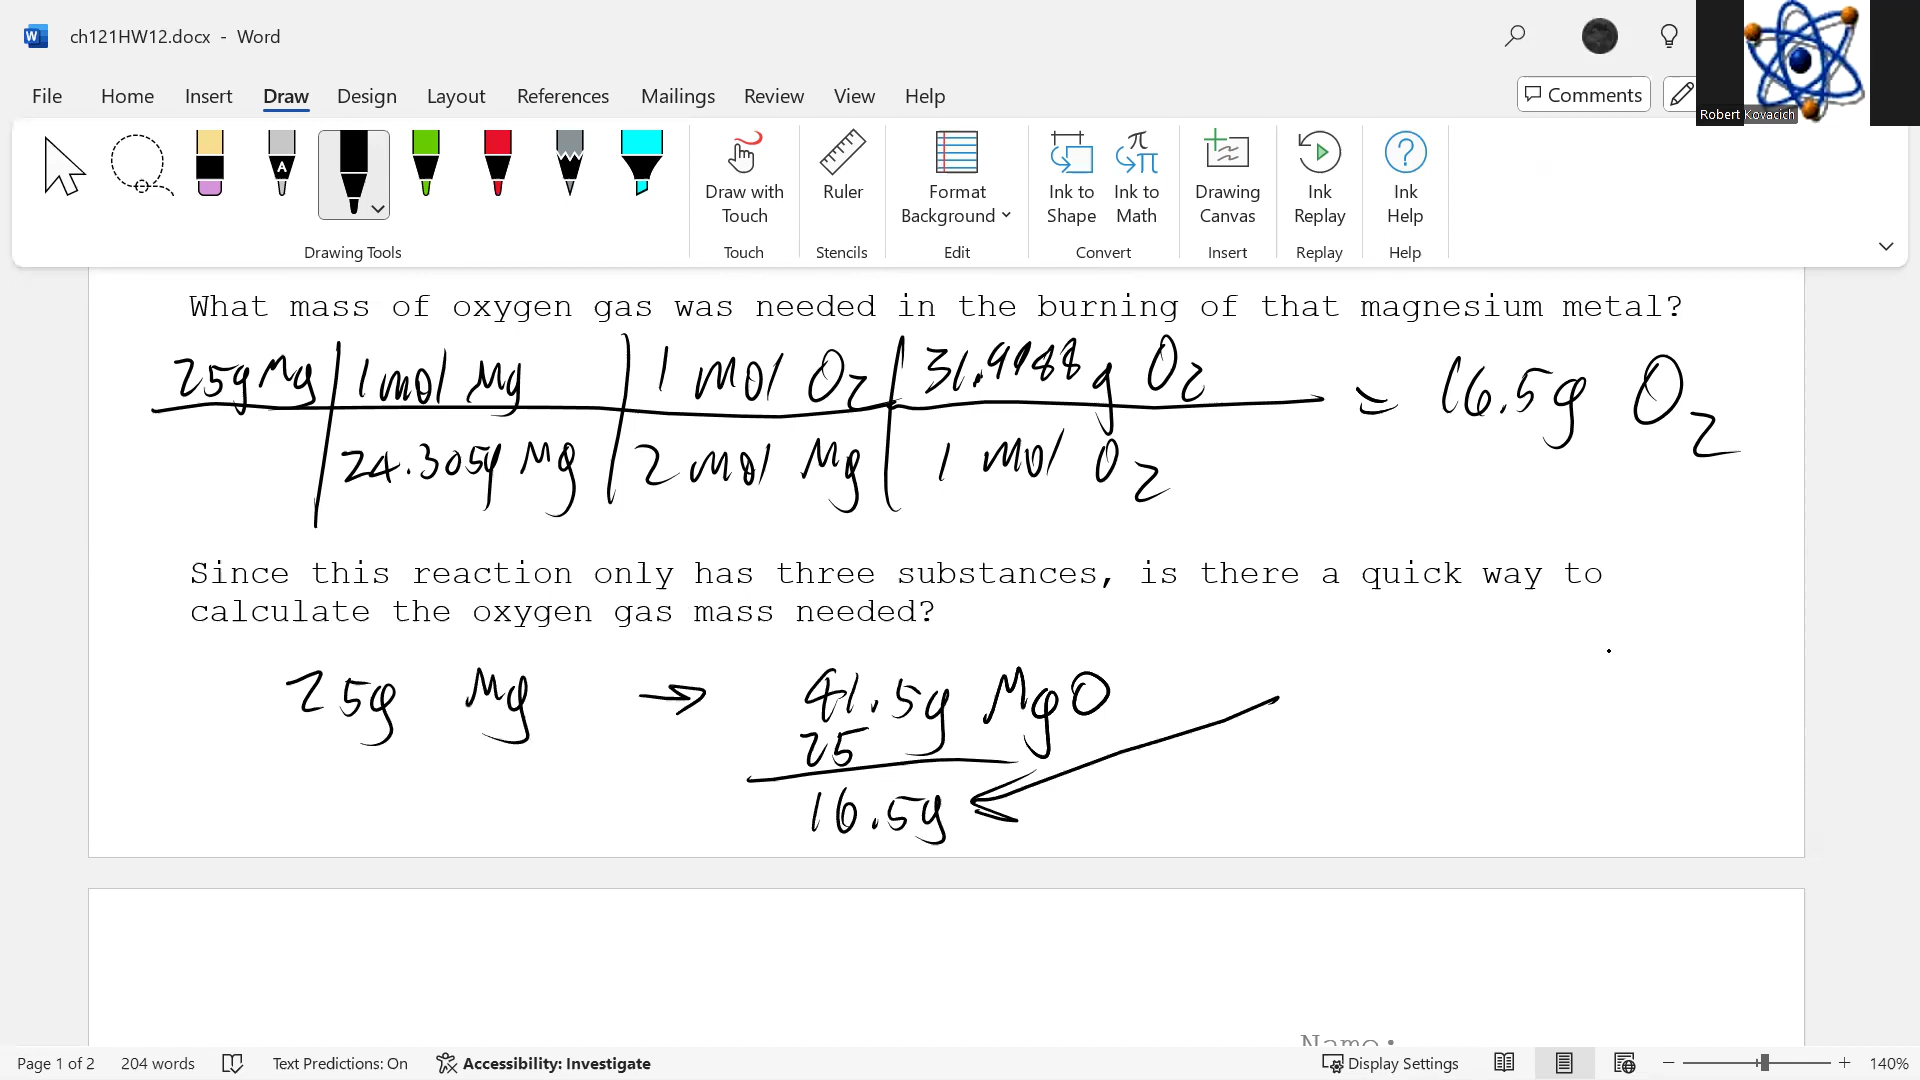 ch121HW12.docx - Word
Robert Kovacich
File Home Insert Draw Design Layout References Mailings Review View Help Comments
A
Draw with Touch
Ruler
Format Background
Ink to Shape
Ink to Math
Drawing Canvas
Ink Replay
Ink Help
Drawing Tools Touch Stencils Edit Convert Insert Replay Help
What mass of oxygen gas was needed in the burning of that magnesium metal?
25g Mg | 1 mol Mg | 1 mol O2 | 31.9988g O2 = 16.5g O2
24.305g Mg | 2 mol Mg | 1 mol O2
Since this reaction only has three substances, is there a quick way to
calculate the oxygen gas mass needed?
25g Mg → 41.5g MgO
25
16.5g
Name:
Page 1 of 2 204 words Text Predictions: On Accessibility: Investigate Display Settings 140%